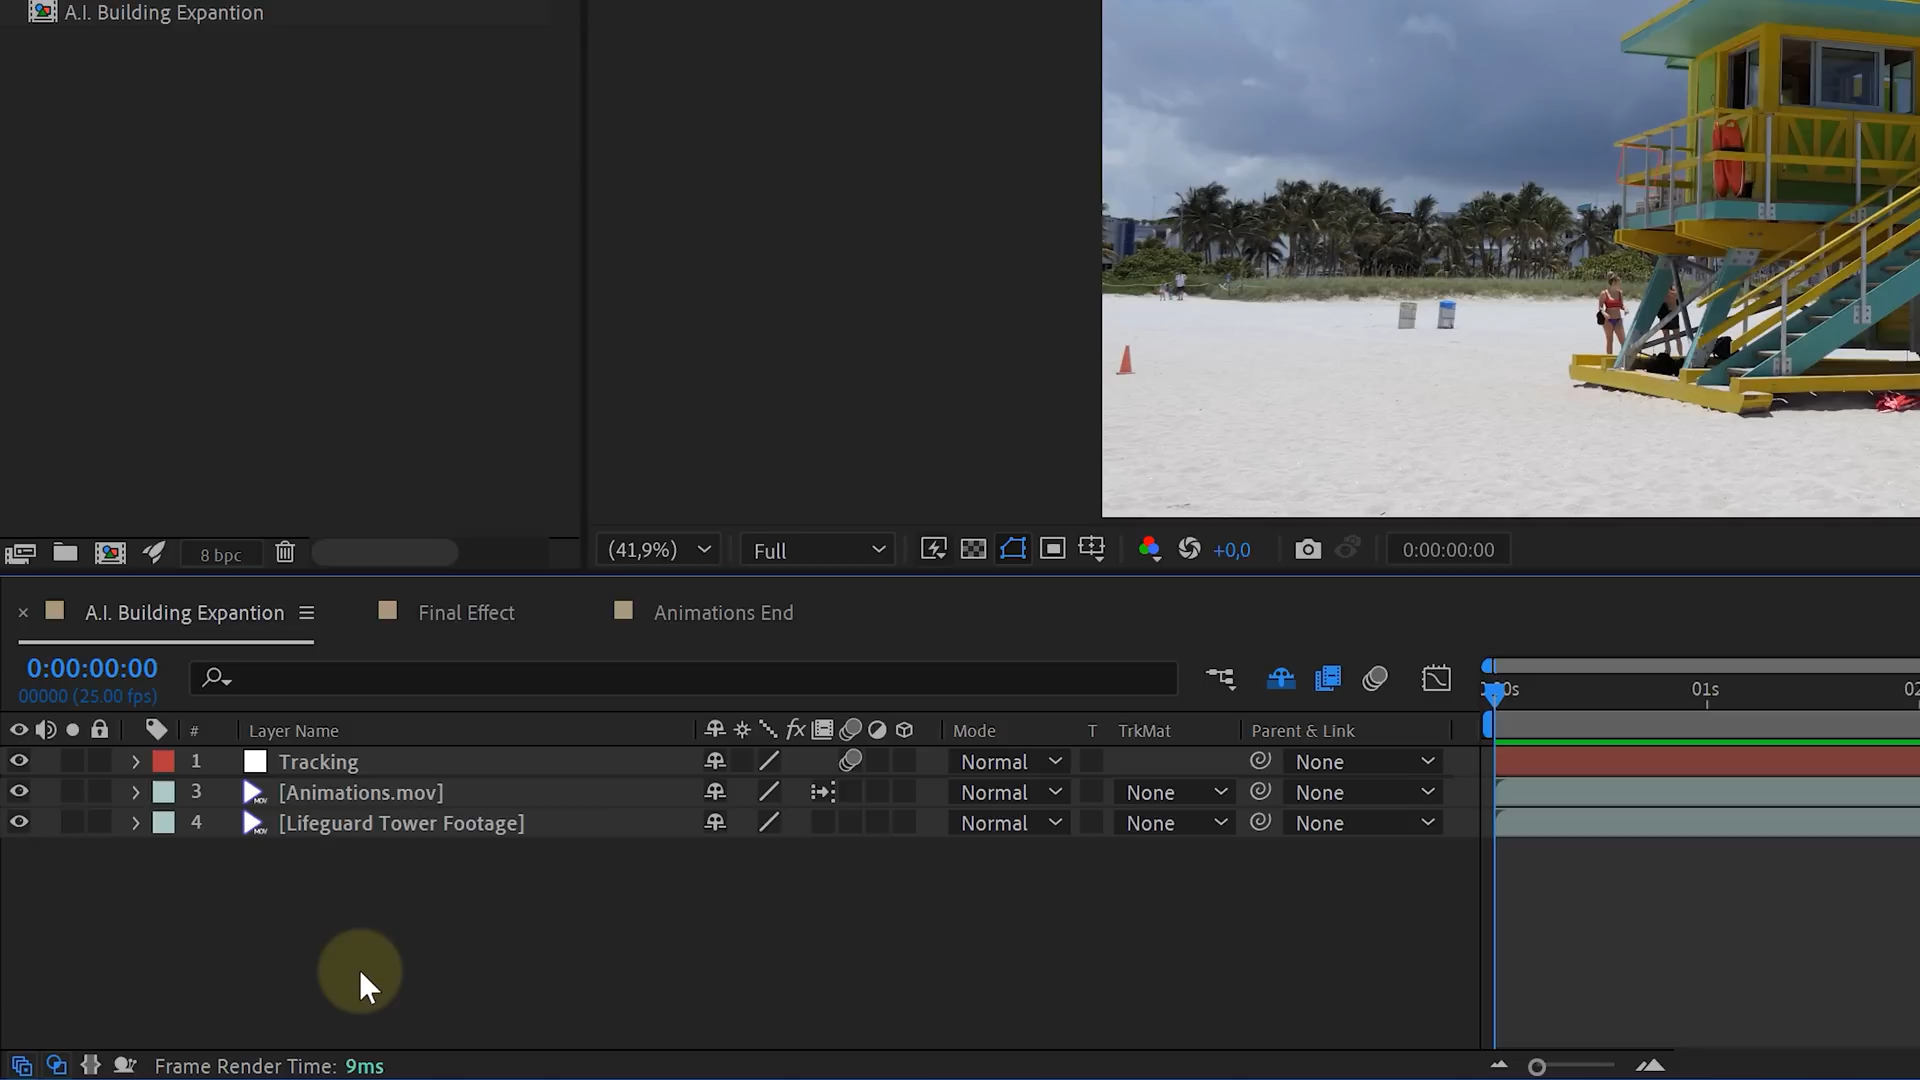 A.I. Building Expantion
8 bpc
(41,9%)
Full
+0,0
0:00:00:00
A.I. Building Expantion
Final Effect
Animations End
0:00:00:00
00000 (25.00 fps)
01s
# Layer Name
fx
Mode T TrkMat Parent & Link
1 Tracking Normal None
3 [Animations.mov] Normal None None
4 [Lifeguard Tower Footage] Normal None None
Frame Render Time: 9ms